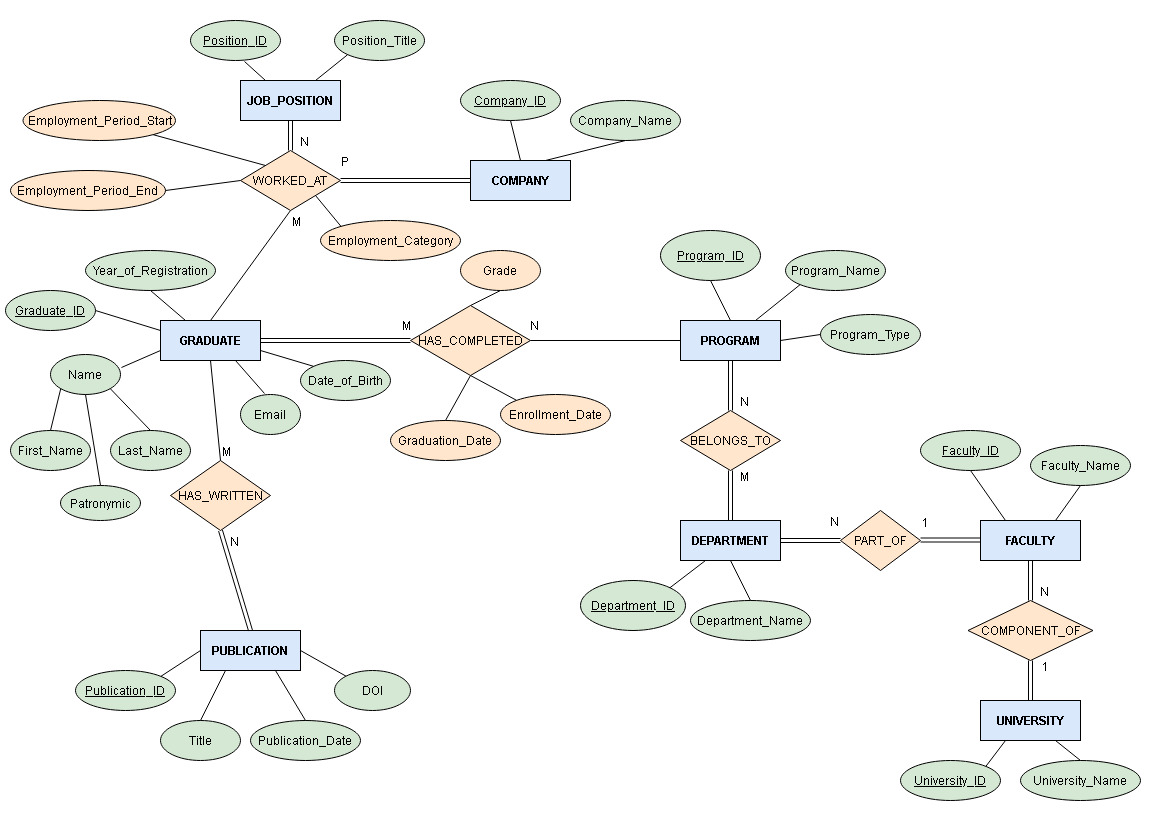 Position_ID
Position_Title
JOB_POSITION
Company_ID
Company_Name
Employment_Period_Start
N
P
WORKED_AT
COMPANY
Employment_Period_End
M
Employment_Category
Year_of_Registration
Graduate_ID
GRADUATE
Name
First_Name
Last_Name
Patronymic
Email
Date_of_Birth
Grade
M
HAS_COMPLETED
N
Graduation_Date
Enrollment_Date
Program_ID
Program_Name
Program_Type
PROGRAM
N
BELONGS_TO
M
DEPARTMENT
Department_ID
Department_Name
N
PART_OF
1
Faculty_ID
Faculty_Name
FACULTY
N
COMPONENT_OF
1
UNIVERSITY
University_ID
University_Name
M
HAS_WRITTEN
N
PUBLICATION
Publication_ID
DOI
Title
Publication_Date